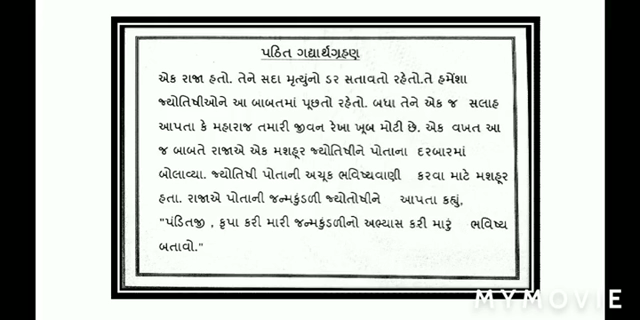 પઠિત ગદ્યાર્થગ્રહણ
એક રાજા હતો. તેને સદા મૃત્યુનો ડર સતાવતો રહેતો.તે હમેંશા
જ્યોતિષીઓને આ બાબતમાં પૂછતો રહેતો. બધા તેને એક જ સલાહ
આપતા કે મહારાજ તમારી જીવન રેખા ખૂબ મોટી છે. એક વખત આ
જ બાબતે રાજાએ એક મશહૂર જ્યોતિષીને પોતાના દરબારમાં
બોલાવ્યા. જ્યોતિષી પોતાની અચૂક ભવિષ્યવાણી કરવા માટે મશહૂર
હતા. રાજાએ પોતાની જન્મકુંડળી જ્યોતોષીને આપતા કહ્યું,
"પંડિતજી , કૃપા કરી મારી જન્મકુંડળીનો અભ્યાસ કરી મારું ભવિષ્ય
બતાવો."
MYMOVIE